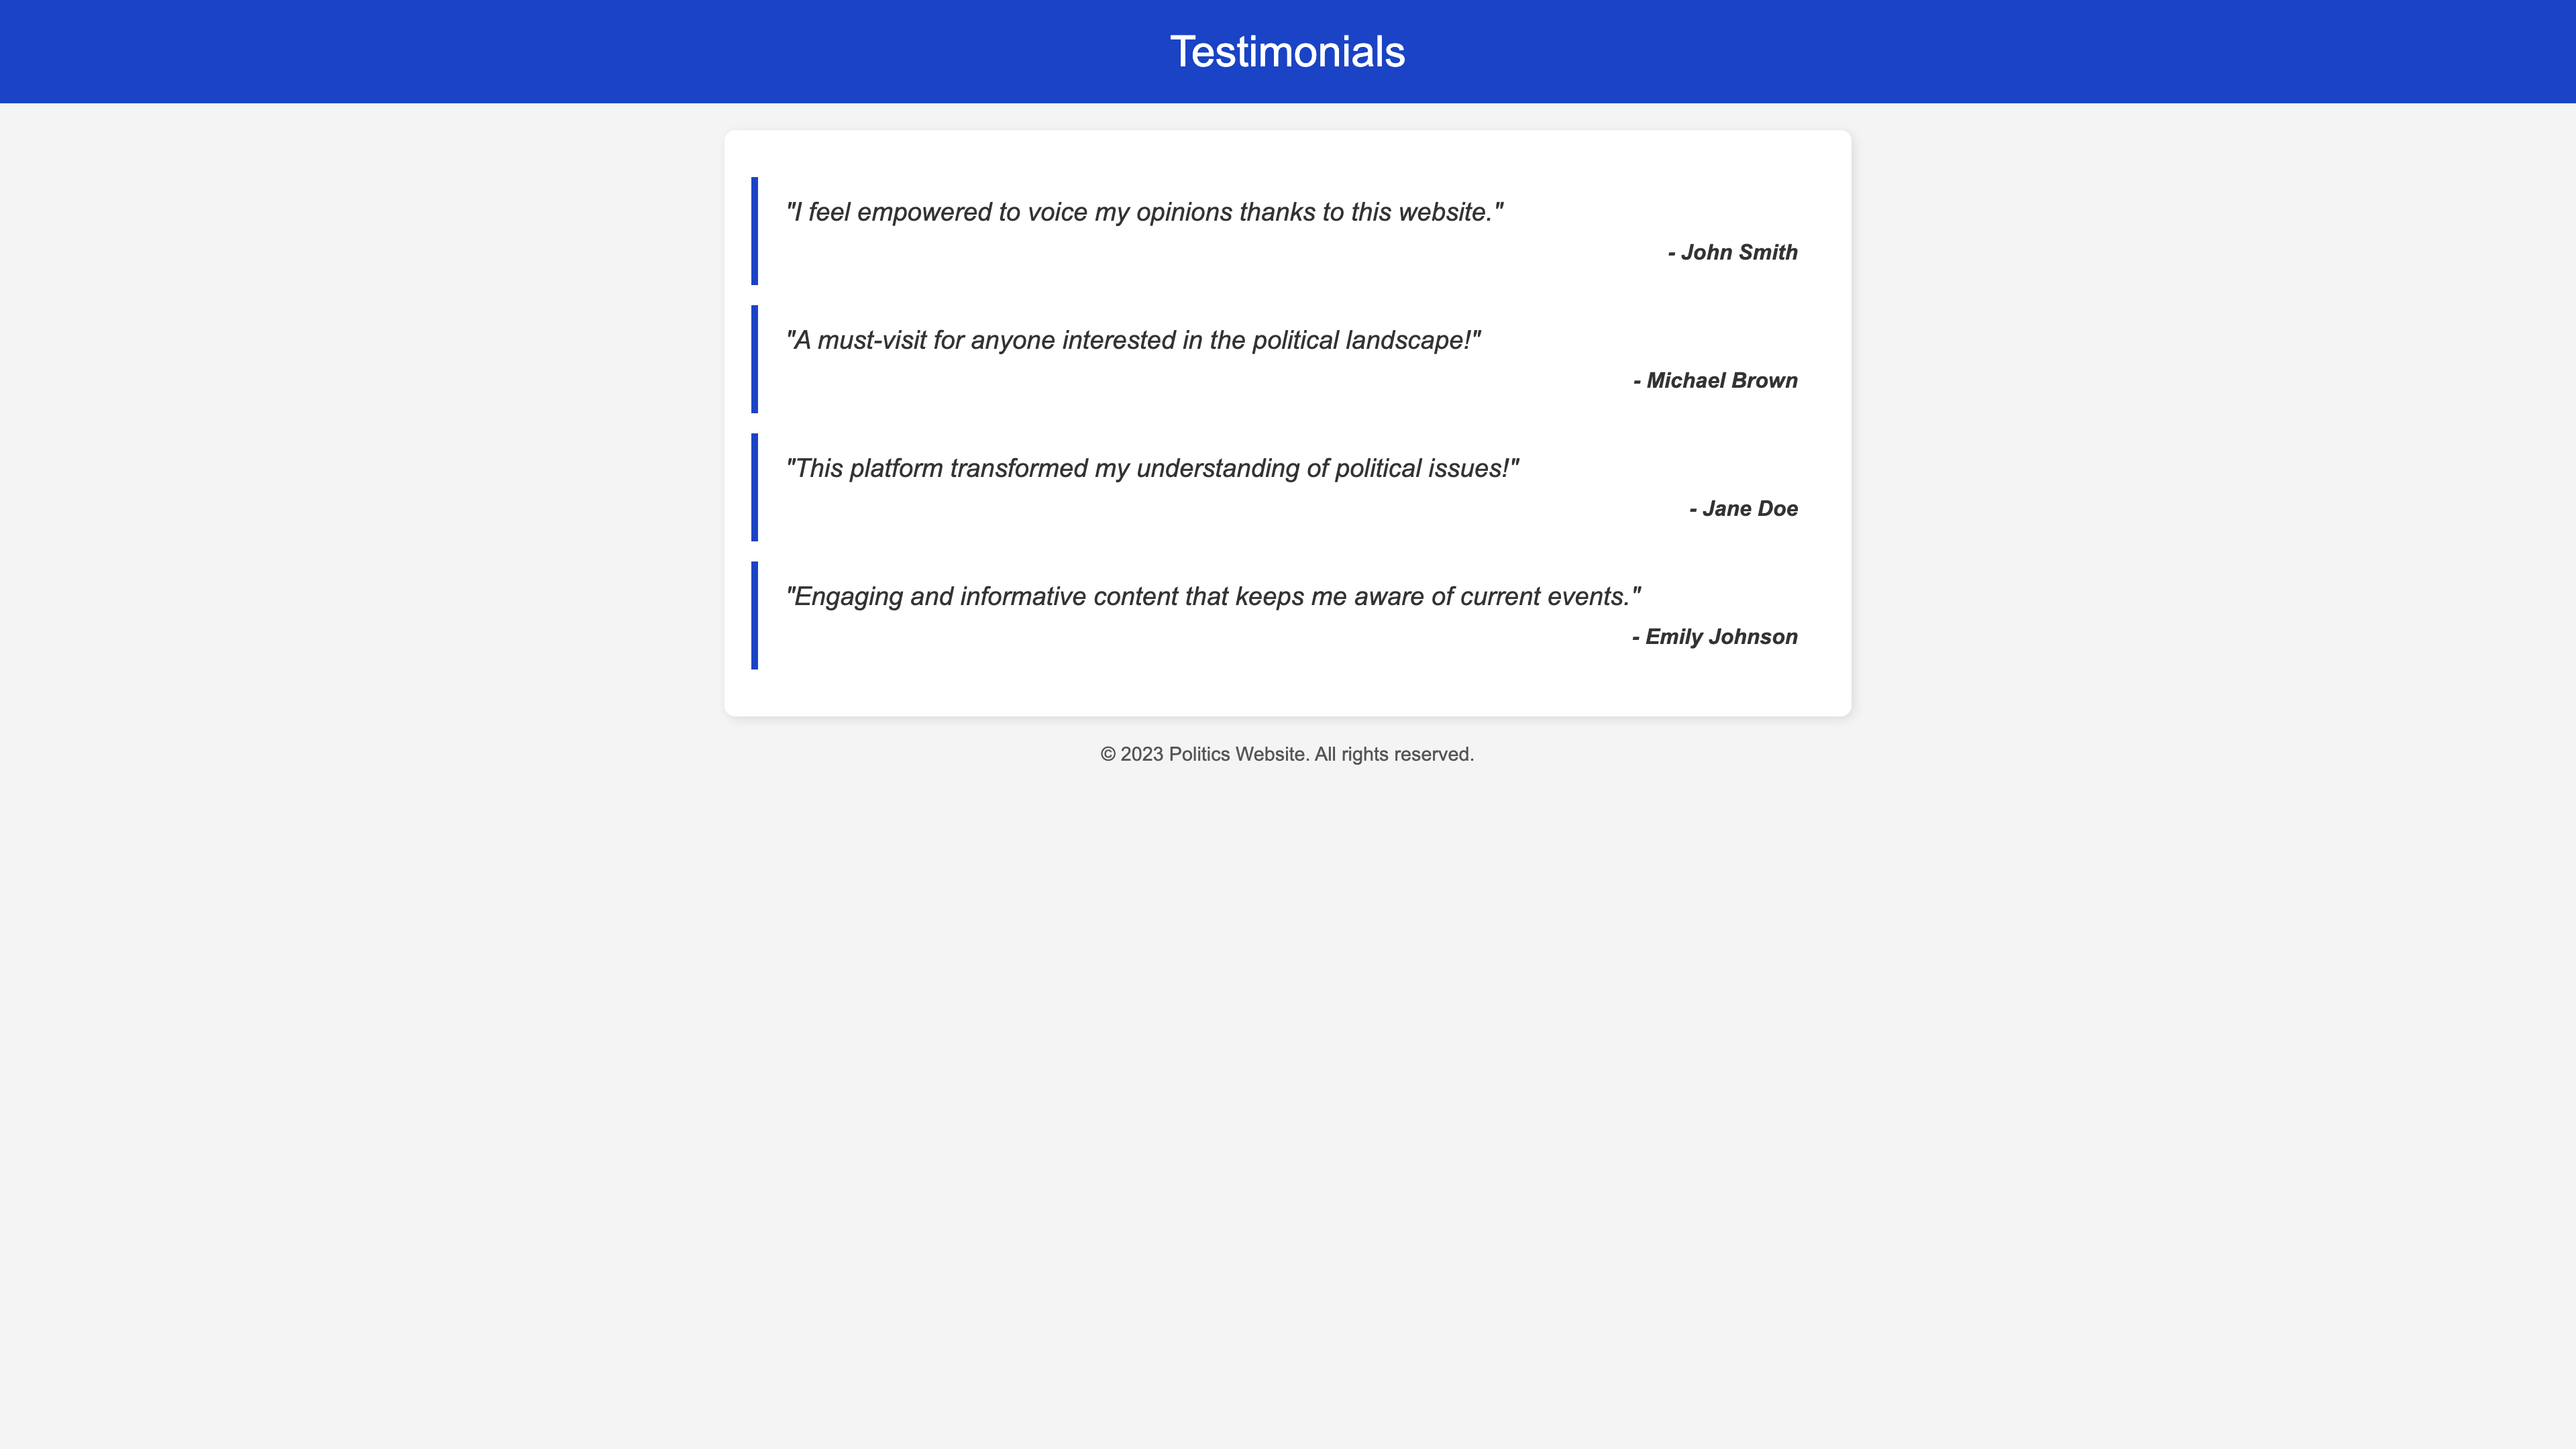 Testimonials
"I feel empowered to voice my opinions thanks to this website."
- John Smith
"A must-visit for anyone interested in the political landscape!"
- Michael Brown
"This platform transformed my understanding of political issues!"
- Jane Doe
"Engaging and informative content that keeps me aware of current events."
- Emily Johnson
© 2023 Politics Website. All rights reserved.